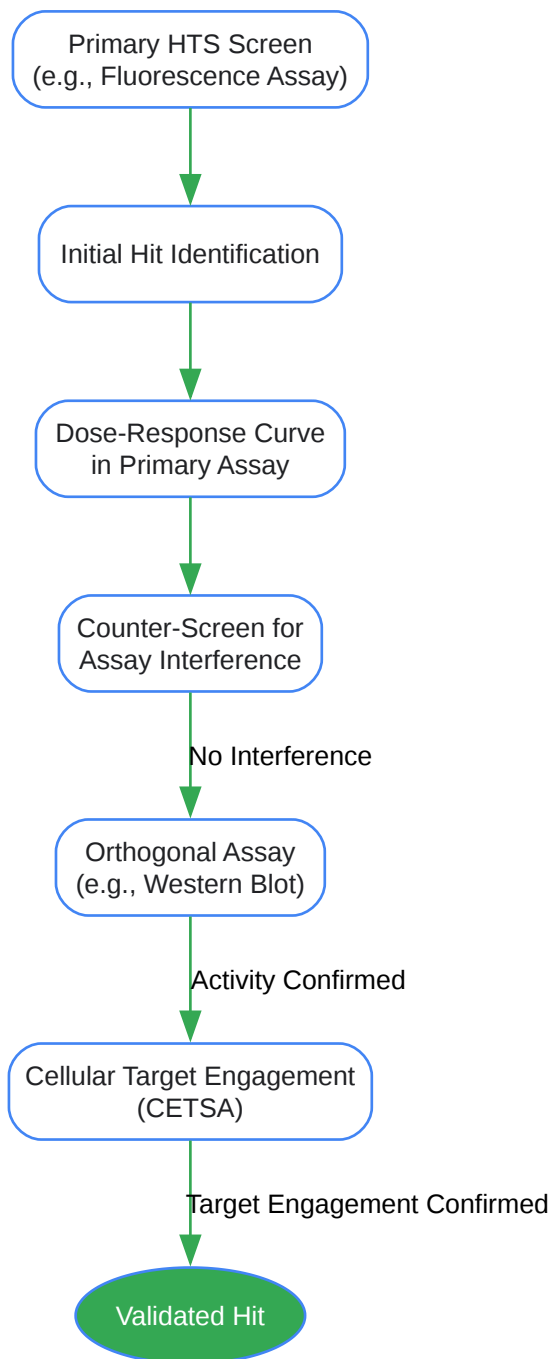 Primary HTS Screen
(e.g., Fluorescence Assay)
Initial Hit Identification
Dose-Response Curve
in Primary Assay
Counter-Screen for
Assay Interference
No Interference
Orthogonal Assay
(e.g., Western Blot)
Activity Confirmed
Cellular Target Engagement
(CETSA)
Target Engagement Confirmed
Validated Hit